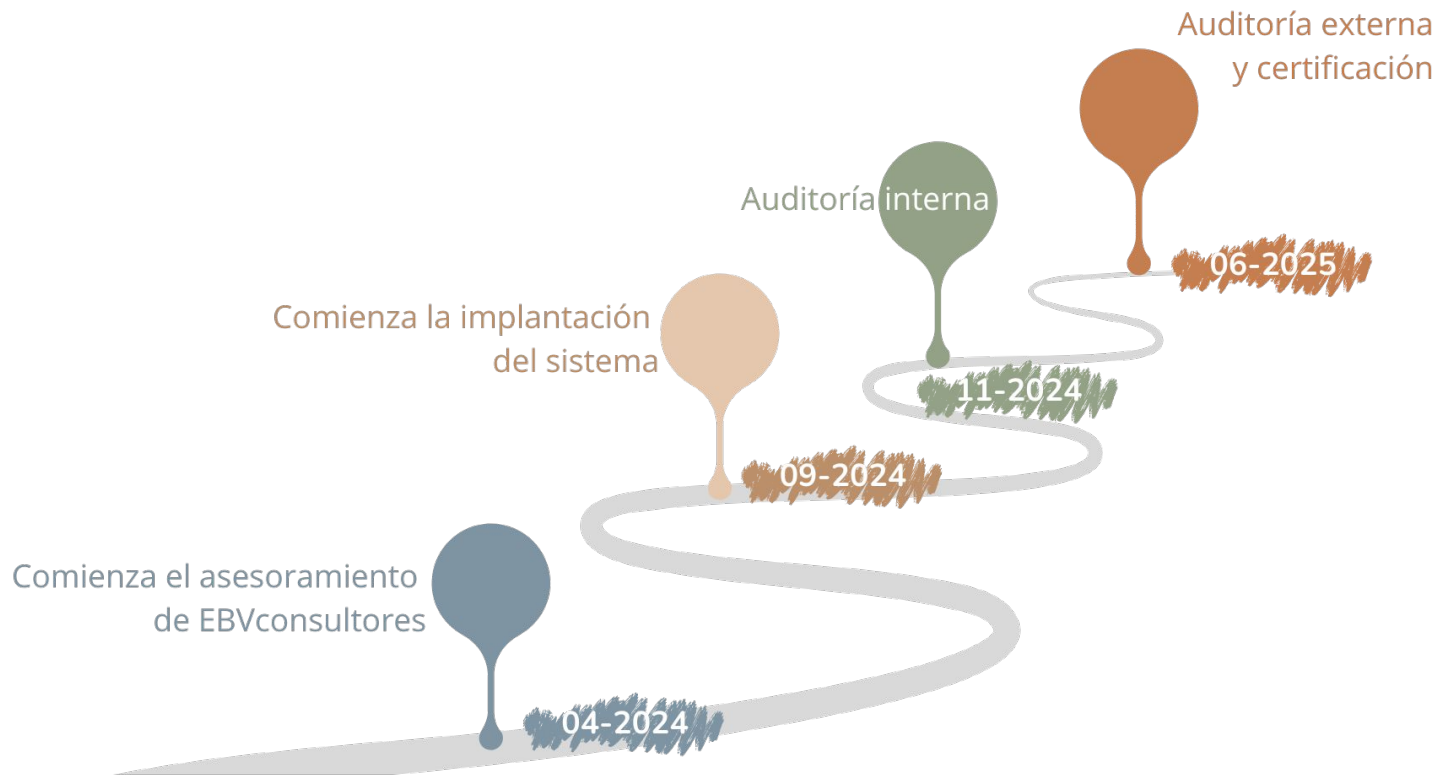 Auditoría externa
y certificación
Auditoría interna
06-2025
Comienza la implantación
del sistema
11-2024
09-2024
Comienza el asesoramiento
de EBVconsultores
04-2024